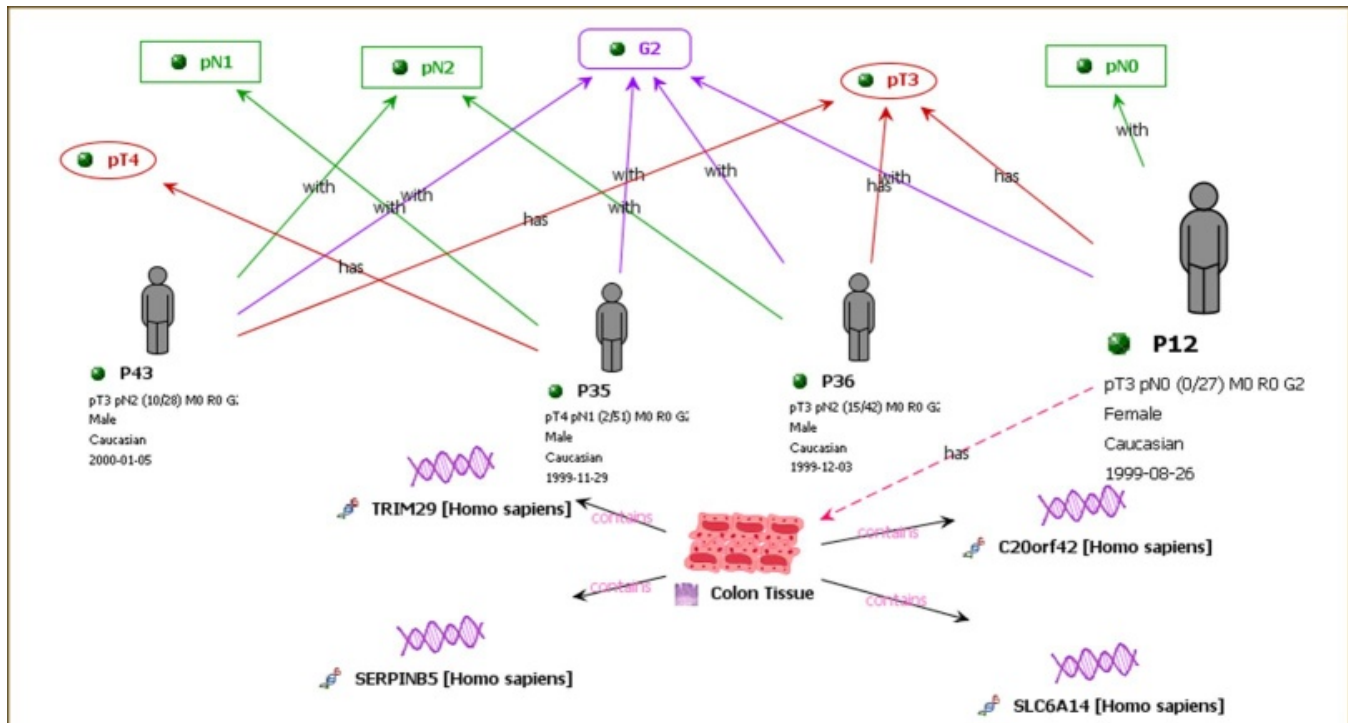 pN1
pN2
G2
pT3
pN0
pT4
with
with
with
with
with
with
with
with
has
has
has
has
P43
pT3 pN2 (10/28) M0 R0 G2
Male
Caucasian
2000-01-05
P35
pT4 pN1 (2/51) M0 R0 G2
Male
Caucasian
1999-11-29
P36
pT3 pN2 (15/42) M0 R0 G2
Male
Caucasian
1999-12-03
P12
pT3 pN0 (0/27) M0 R0 G2
Female
Caucasian
1999-08-26
has
TRIM29 [Homo sapiens]
contains
contains
C20orf42 [Homo sapiens]
contains
Colon Tissue
contains
SERPINB5 [Homo sapiens]
SLC6A14 [Homo sapiens]